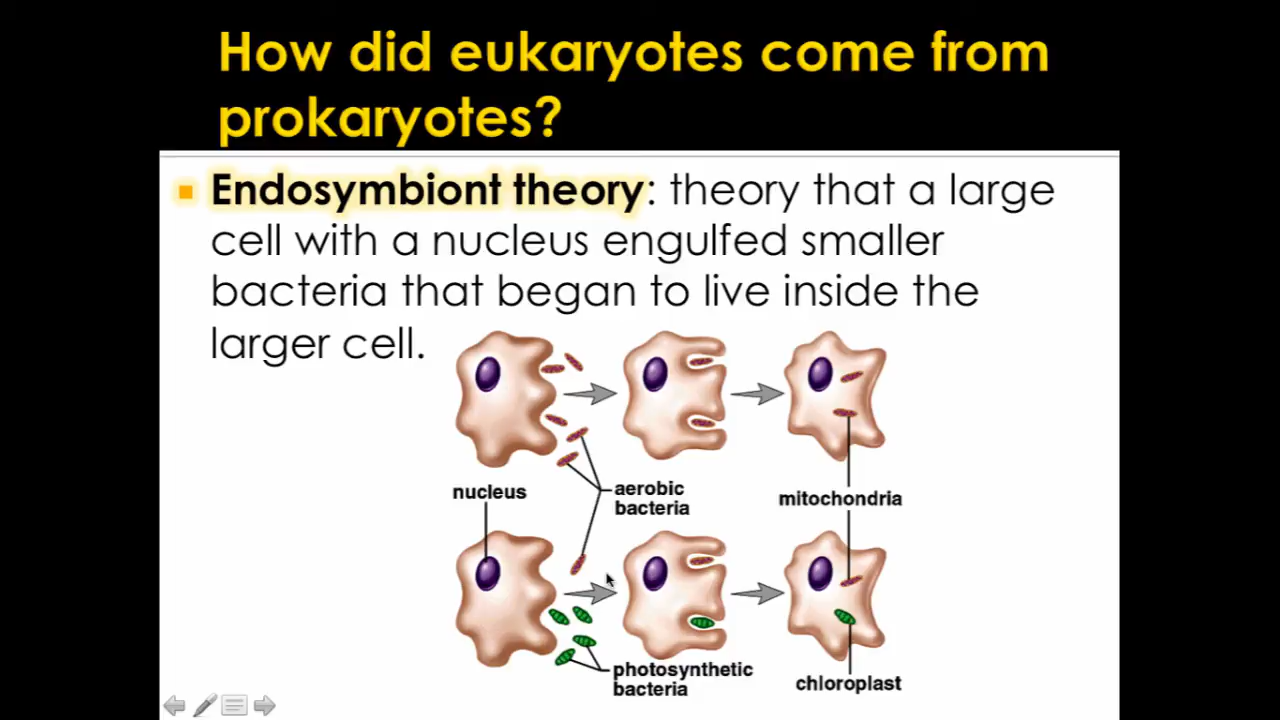 How did eukaryotes come from
prokaryotes?
Endosymbiont theory: theory that a large
cell with a nucleus engulfed smaller
bacteria that began to live inside the
larger cell.
nucleus
aerobic
bacteria
mitochondria
photosynthetic
bacteria
chloroplast